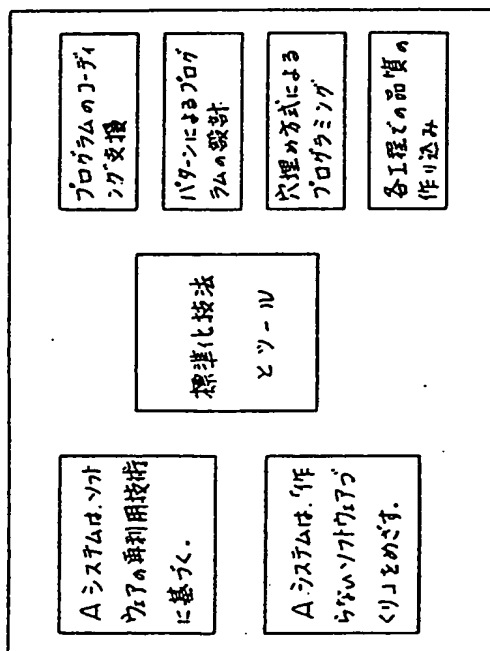 Aシステムは、「作
らないソフトウェアづ
くり」をめざす。
Aシステムは、ソフト
ウェアの再利用技術
に基づく。
標準化技法
とツール
各工程での品質の
作り込み
穴埋め方式による
プログラミング
パターンによるプログ
ラムの設計
プログラムのコーディ
ング支援